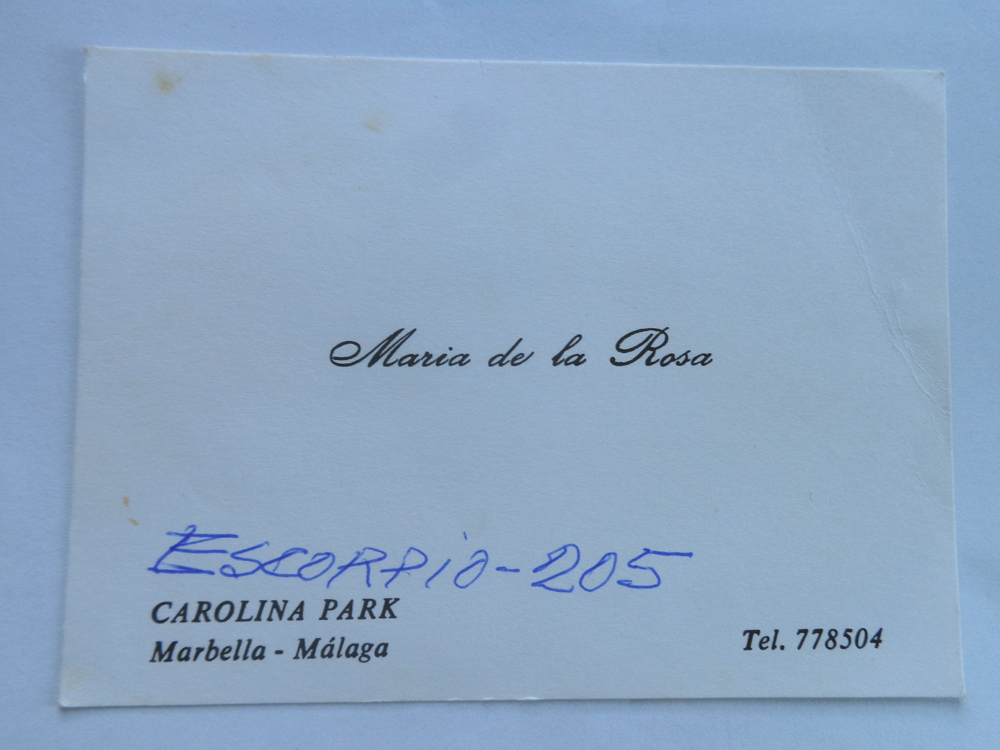 Maria de la Rosa
ESCORPIO-205
CAROLINA PARK
Marbella - Málaga
Tel. 778504